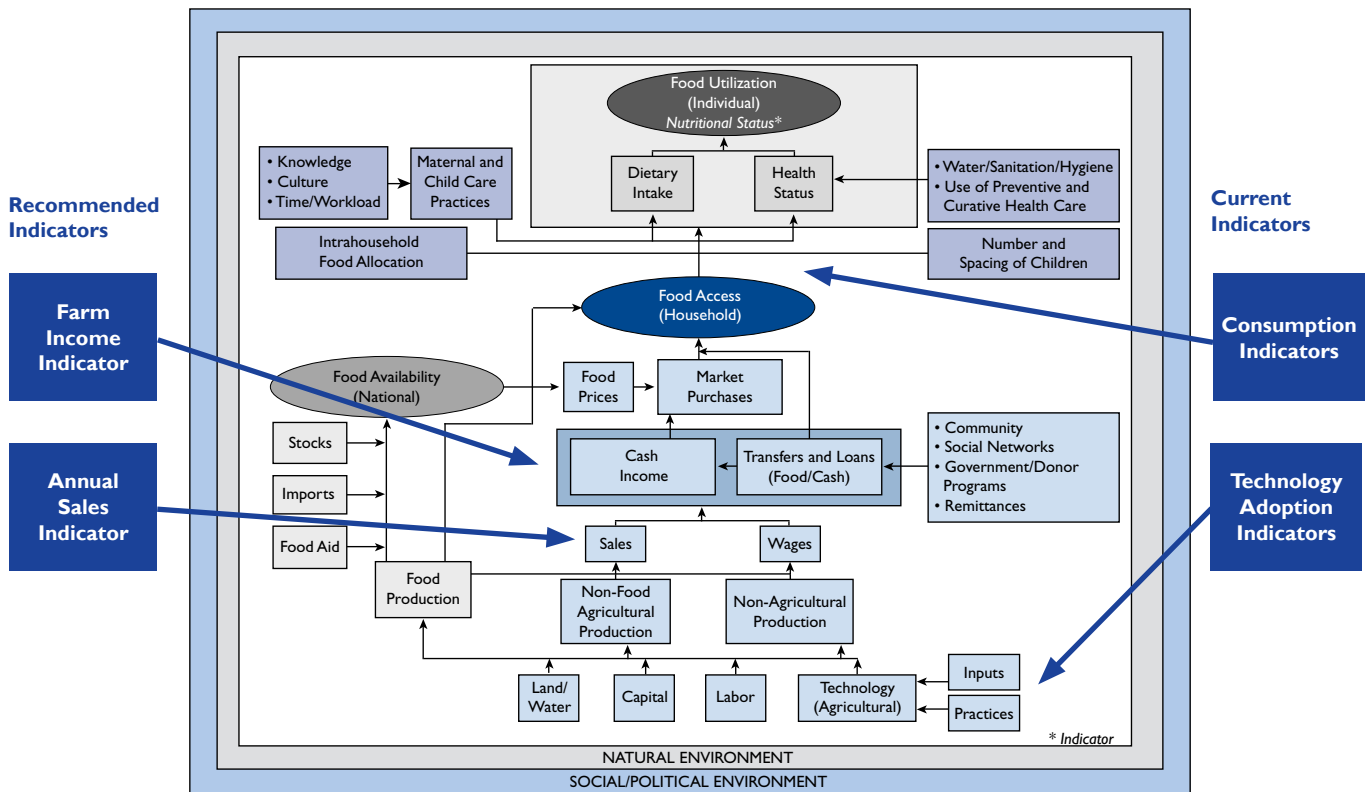 Food Utilization
(Individual)
Nutritional Status*
• Knowledge
• Culture
• Time/Workload
Maternal and
Child Care
Practices
Dietary
Intake
Health
Status
• Water/Sanitation/Hygiene
• Use of Preventive and
Curative Health Care
Recommended
Indicators
Current
Indicators
Intrahousehold
Food Allocation
Number and
Spacing of Children
Farm
Income
Indicator
Food Access
(Household)
Consumption
Indicators
Food Availability
(National)
Food
Prices
Market
Purchases
Stocks
Cash
Income
Transfers and Loans
(Food/Cash)
• Community
• Social Networks
• Government/Donor
Programs
• Remittances
Annual
Sales
Indicator
Imports
Technology
Adoption
Indicators
Food Aid
Sales
Wages
Food
Production
Non-Food
Agricultural
Production
Non-Agricultural
Production
Land/
Water
Capital
Labor
Technology
(Agricultural)
Inputs
Practices
* Indicator
NATURAL ENVIRONMENT
SOCIAL/POLITICAL ENVIRONMENT